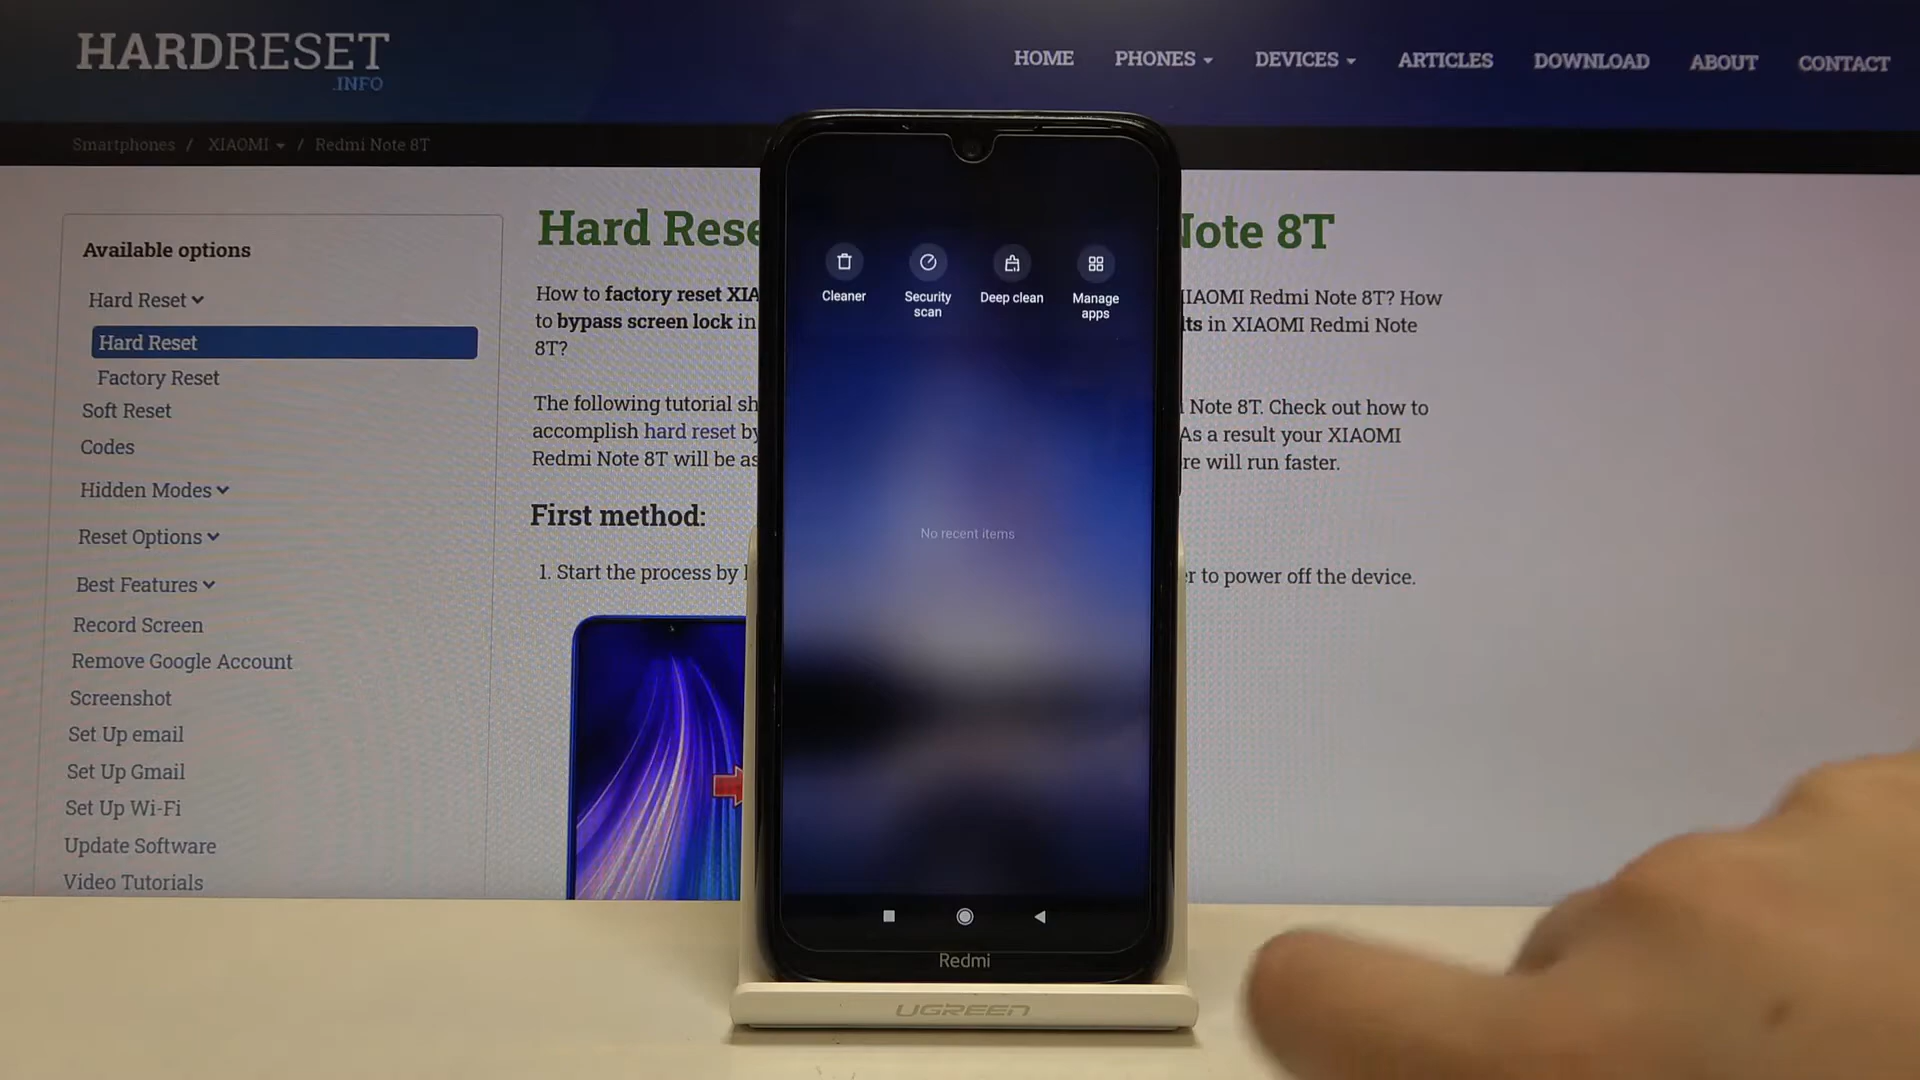 HARDRESET
.INFO
HOME
PHONES
DEVICES
ARTICLES
DOWNLOAD
ABOUT
CONTACT
Smartphones / XIAOMI / Redmi Note 8T
Available options
Hard Reset
Hard Reset
Factory Reset
Soft Reset
Codes
Hidden Modes
Reset Options
Best Features
Record Screen
Remove Google Account
Screenshot
Set Up email
Set Up Gmail
Set Up Wi-Fi
Update Software
Video Tutorials
Hard Rese
Note 8T
How to factory reset XIA
IAOMI Redmi Note 8T? How
to bypass screen lock in
lts in XIAOMI Redmi Note
8T?
The following tutorial sh
Note 8T. Check out how to
accomplish hard reset by
As a result your XIAOMI
Redmi Note 8T will be as
re will run faster.
First method:
1. Start the process by
r to power off the device.
Cleaner
Security
scan
Deep clean
Manage
apps
No recent items
Redmi
UGREEN